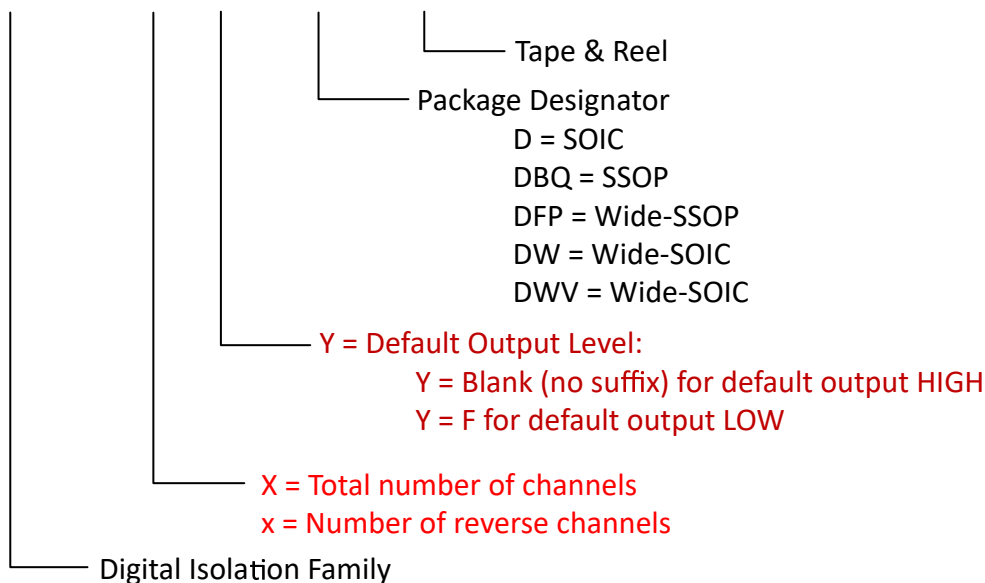 Tape & Reel
Package Designator
D = SOIC
DBQ = SSOP
DFP = Wide-SSOP
DW = Wide-SOIC
DWV = Wide-SOIC
Y = Default Output Level:
Y = Blank (no suffix) for default output HIGH
Y = F for default output LOW
X = Total number of channels
x = Number of reverse channels
Digital Isolation Family